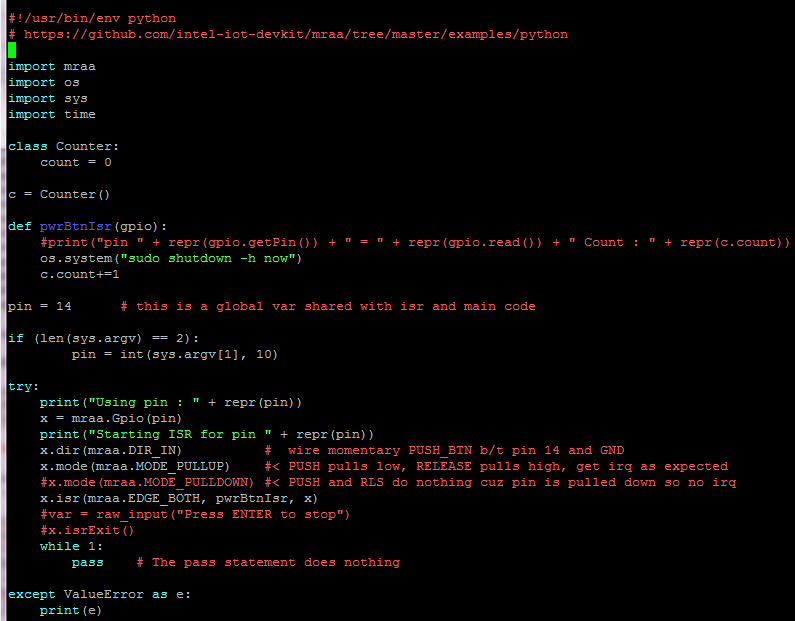 #!/usr/bin/env python
# https://github.com/intel-iot-devkit/mraa/tree/master/examples/python
import mraa
import os
import sys
import time
class Counter:
    count = 0
c = Counter()
def pwrBtnIsr(gpio):
    #print("pin " + repr(gpio.getPin()) + " = " + repr(gpio.read()) + " Count : " + repr(c.count))
    os.system("sudo shutdown -h now")
    c.count+=1
pin = 14      # this is a global var shared with isr and main code
if (len(sys.argv) == 2):
        pin = int(sys.argv[1], 10)
try:
    print("Using pin : " + repr(pin))
    x = mraa.Gpio(pin)
    print("Starting ISR for pin " + repr(pin))
    x.dir(mraa.DIR_IN)          #  wire momentary PUSH_BTN b/t pin 14 and GND
    x.mode(mraa.MODE_PULLUP)    #< PUSH pulls low, RELEASE pulls high, get irq as expected
    #x.mode(mraa.MODE_PULLDOWN) #< PUSH and RLS do nothing cuz pin is pulled down so no irq
    x.isr(mraa.EDGE_BOTH, pwrBtnIsr, x)
    #var = raw_input("Press ENTER to stop")
    #x.isrExit()
    while 1:
        pass    # The pass statement does nothing
except ValueError as e:
    print(e)